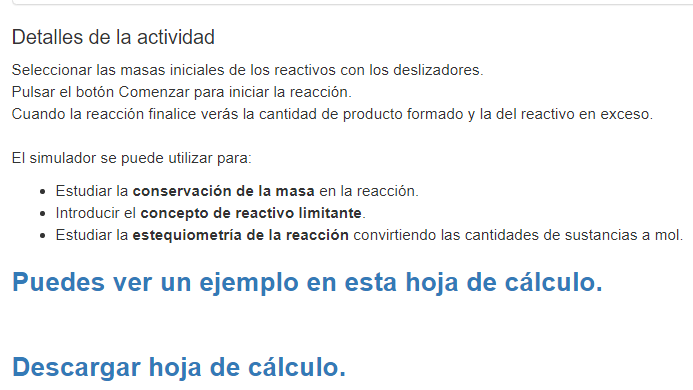 Detalles de la actividad
Seleccionar las masas iniciales de los reactivos con los deslizadores.
Pulsar el botón Comenzar para iniciar la reacción.
Cuando la reacción finalice verás la cantidad de producto formado y la del reactivo en exceso.
El simulador se puede utilizar para:
• Estudiar la conservación de la masa en la reacción.
• Introducir el concepto de reactivo limitante.
• Estudiar la estequiometría de la reacción convirtiendo las cantidades de sustancias a mol.
Puedes ver un ejemplo en esta hoja de cálculo.
Descargar hoja de cálculo.